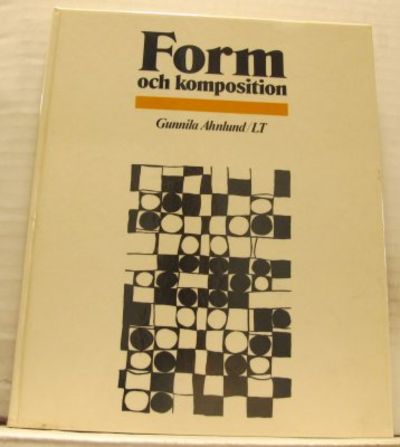 Form
och komposition
Gunnila Ahnlund/LT